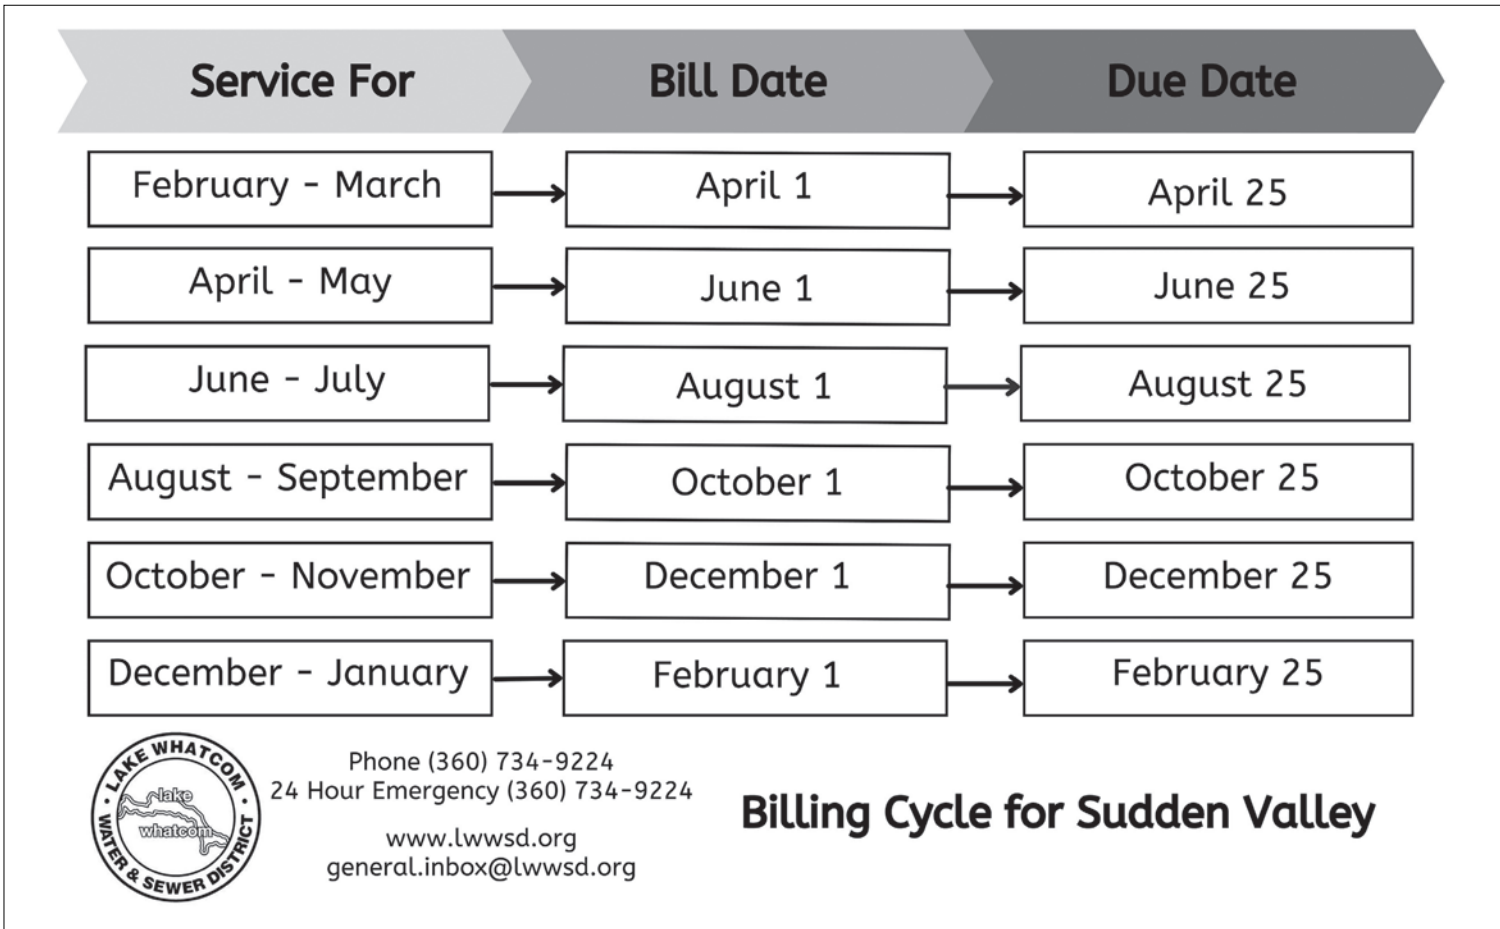 Service For Bill Date Due Date
February - March April 1 April 25
April - May June 1 June 25
June - July August 1 August 25
August - September October 1 October 25
October - November December 1 December 25
December - January February 1 February 25
LAKE WHATCOM
lake
whatcom
WATER & SEWER DISTRICT
Phone (360) 734-9224
24 Hour Emergency (360) 734-9224
www.lwwsd.org
general.inbox@lwwsd.org
Billing Cycle for Sudden Valley